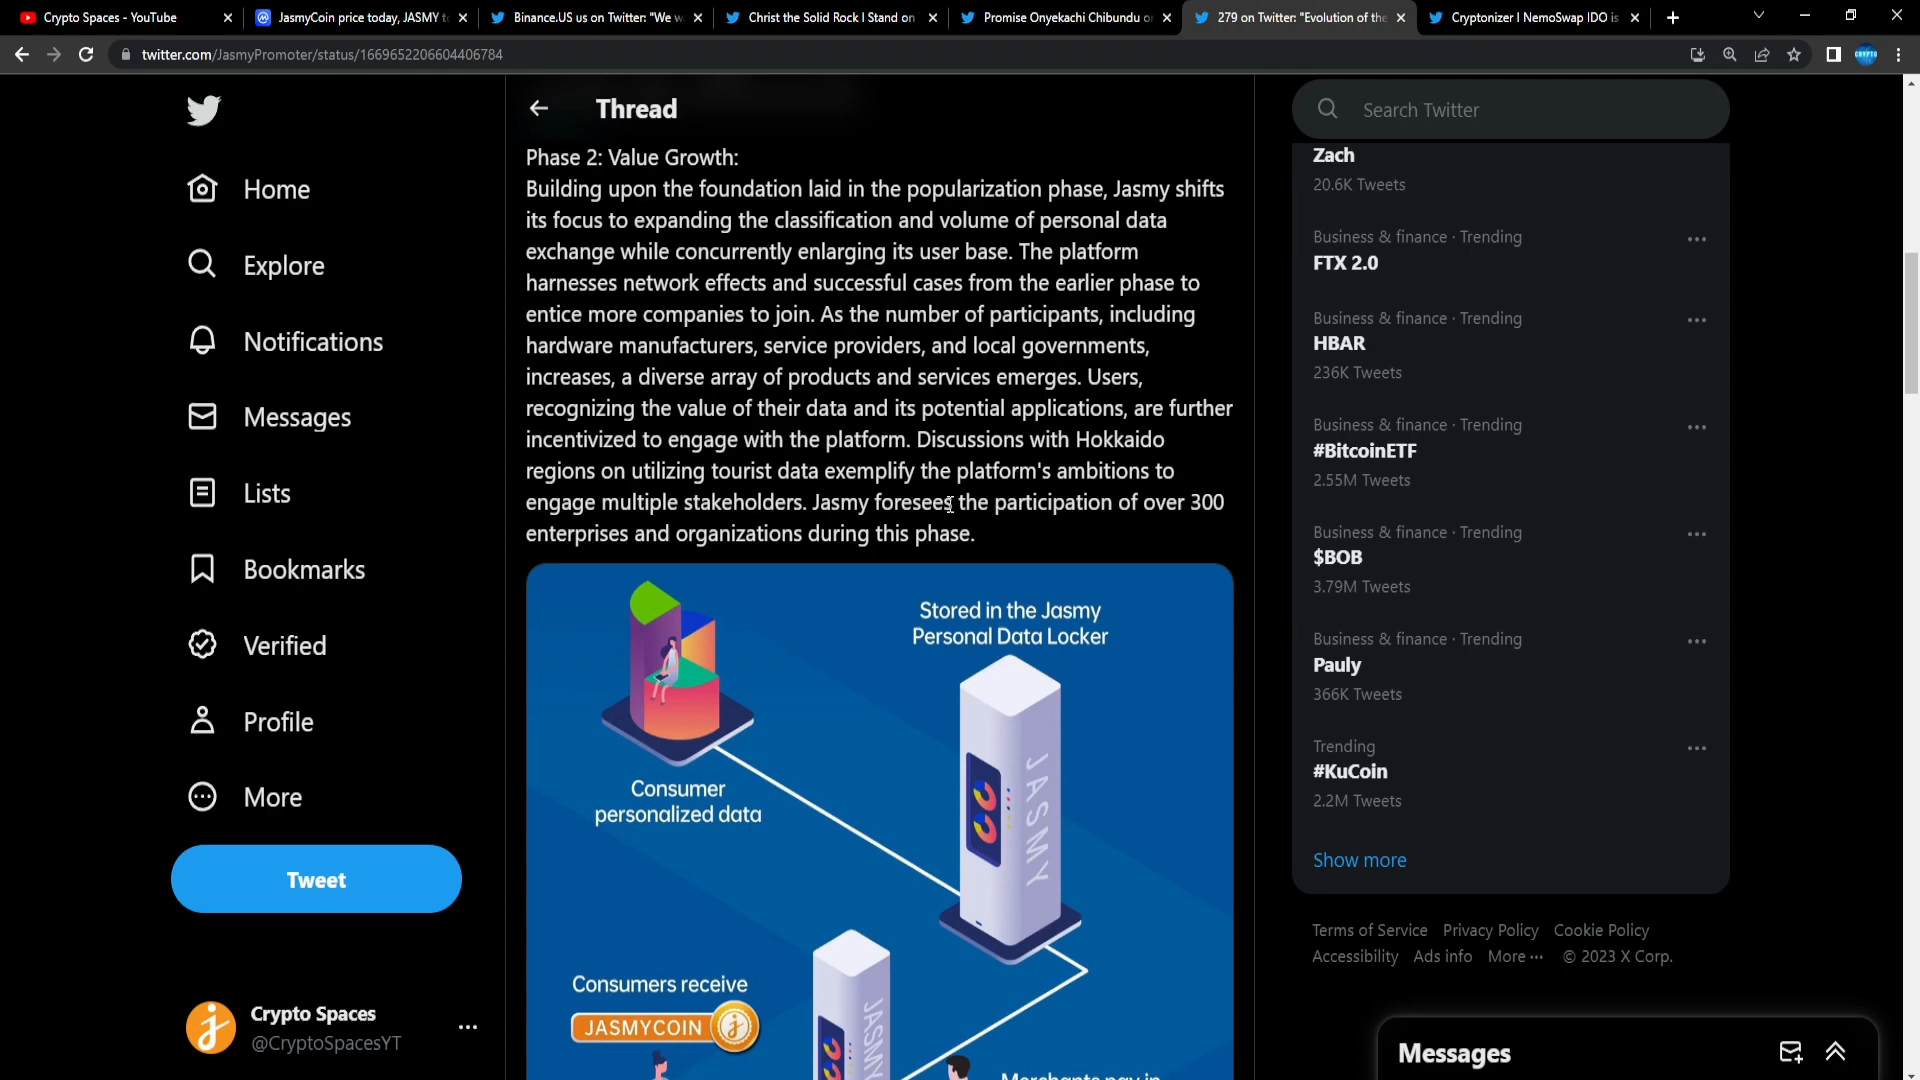 Crypto Spaces - YouTube
JasmyCoin price today, JASMY t
Binance.US us on Twitter: "We w
Christ the Solid Rock I Stand on
Promise Onyekachi Chibundu o
279 on Twitter: "Evolution of the
Cryptonizer I NemoSwap IDO is
twitter.com/JasmyPromoter/status/1669652206604406784
CRYPTO
Home
Explore
Notifications
Messages
Lists
Bookmarks
Verified
Profile
More
Tweet
Crypto Spaces
@CryptoSpacesYT
Thread
Phase 2: Value Growth:
Building upon the foundation laid in the popularization phase, Jasmy shifts
its focus to expanding the classification and volume of personal data
exchange while concurrently enlarging its user base. The platform
harnesses network effects and successful cases from the earlier phase to
entice more companies to join. As the number of participants, including
hardware manufacturers, service providers, and local governments,
increases, a diverse array of products and services emerges. Users,
recognizing the value of their data and its potential applications, are further
incentivized to engage with the platform. Discussions with Hokkaido
regions on utilizing tourist data exemplify the platform's ambitions to
engage multiple stakeholders. Jasmy foresees the participation of over 300
enterprises and organizations during this phase.
Stored in the Jasmy
Personal Data Locker
JASMY
Consumer
personalized data
Consumers receive
JASMYCOIN
JASMY
Merchants pay in
Search Twitter
Zach
20.6K Tweets
Business & finance · Trending
FTX 2.0
Business & finance · Trending
HBAR
236K Tweets
Business & finance · Trending
#BitcoinETF
2.55M Tweets
Business & finance · Trending
$BOB
3.79M Tweets
Business & finance · Trending
Pauly
366K Tweets
Trending
#KuCoin
2.2M Tweets
Show more
Terms of Service Privacy Policy Cookie Policy
Accessibility Ads info More ··· © 2023 X Corp.
Messages